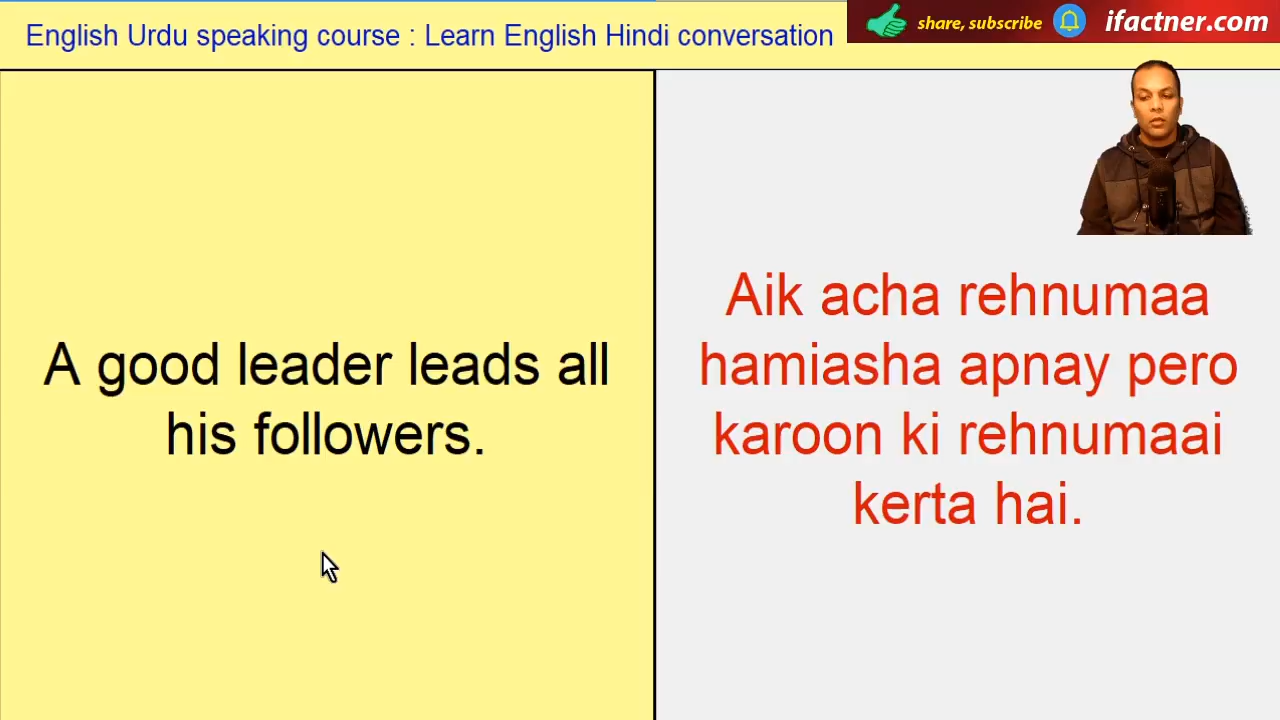 English Urdu speaking course : Learn English Hindi conversation
share, subscribe
ifactner.com
A good leader leads all
his followers.
Aik acha rehnumaa
hamiasha apnay pero
karoon ki rehnumaai
kerta hai.